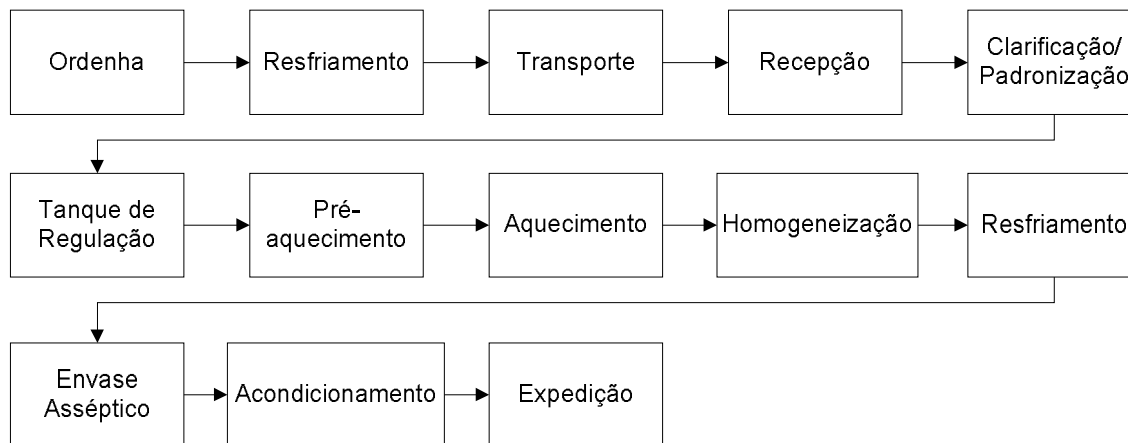 Ordenha
Resfriamento
Transporte
Recepção
Clarificação/
Padronização
Tanque de
Regulação
Pré-
aquecimento
Aquecimento
Homogeneização
Resfriamento
Envase
Asséptico
Acondicionamento
Expedição